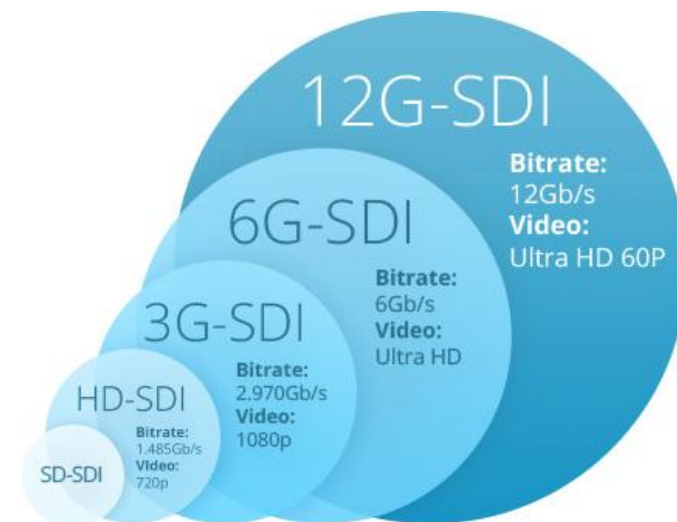 12G-SDI
Bitrate:
12Gb/s
Video:
Ultra HD 60P
6G-SDI
Bitrate:
6Gb/s
Video:
Ultra HD
3G-SDI
Bitrate:
2.970Gb/s
Video:
1080p
HD-SDI
Bitrate:
1.485Gb/s
VIdeo:
720p
SD-SDI